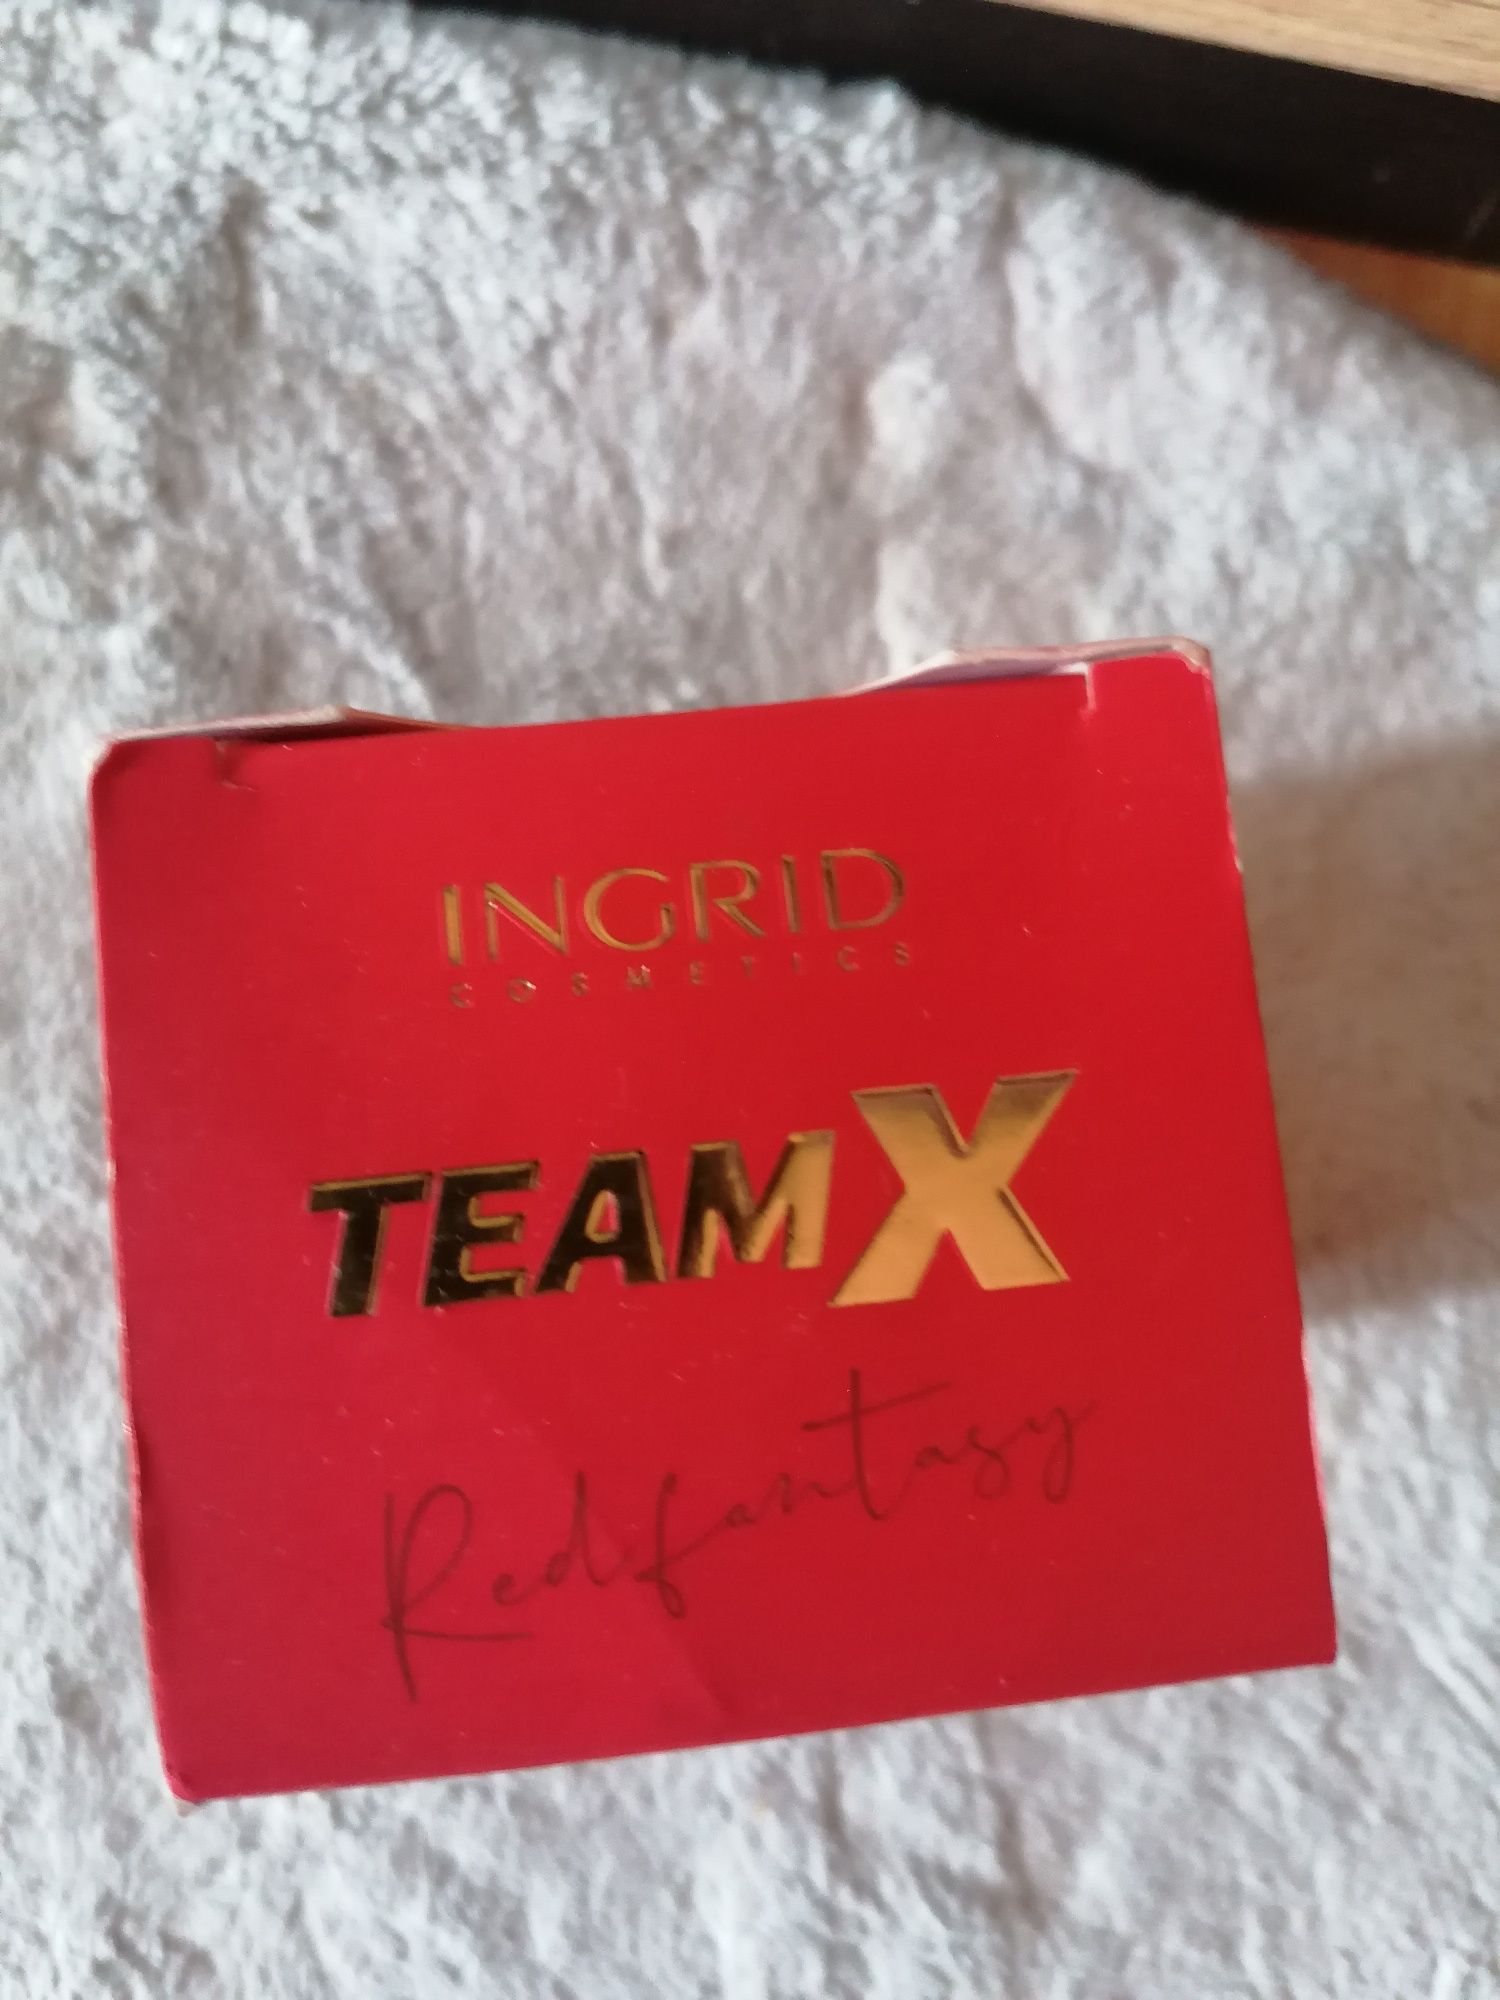 INGRID
COSMETICS
TEAM X
Redfantasy